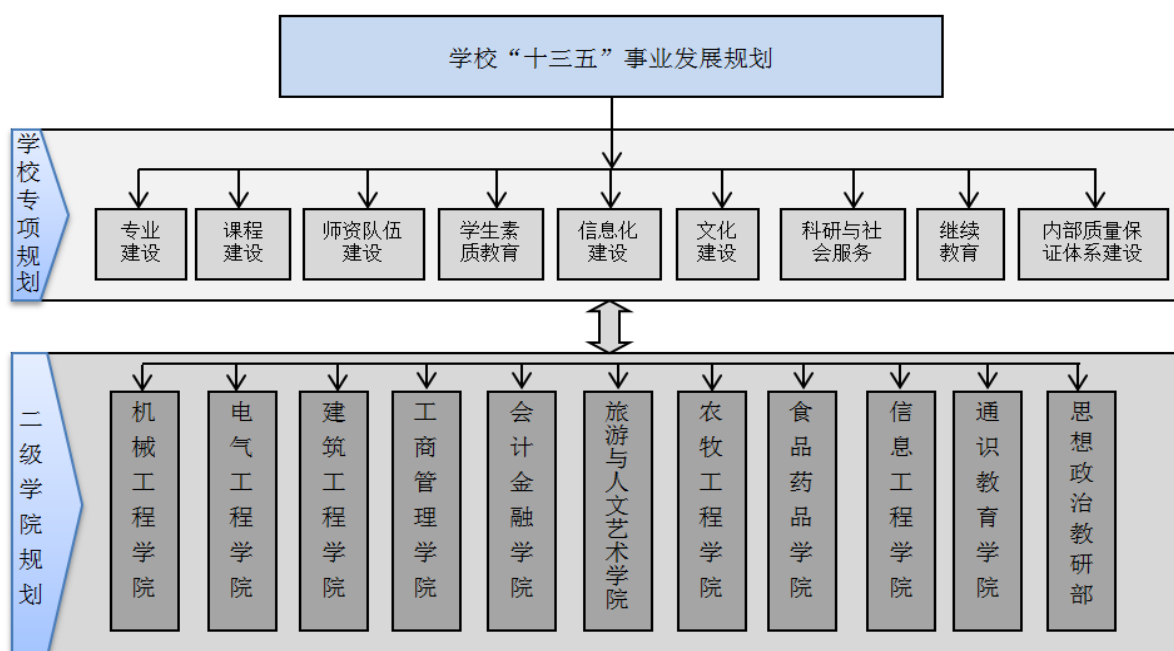 学校“十三五”事业发展规划
学校专项规划
专业
建设
课程
建设
师资队伍
建设
学生素
质教育
信息化
建设
文化
建设
科研与社
会服务
继续
教育
内部质量保
证体系建设
二级学院规划
机械工程学院
电气工程学院
建筑工程学院
工商管理学院
会计金融学院
旅游与人文艺术学院
农牧工程学院
食品药品学院
信息工程学院
通识教育学院
思想政治教研部